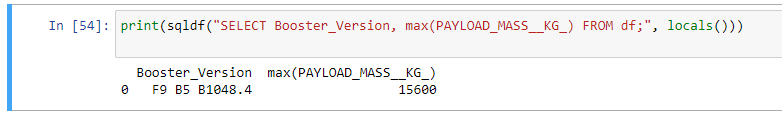 In [54]: print(sqldf("SELECT Booster_Version, max(PAYLOAD_MASS__KG_) FROM df;", locals()))
Booster_Version max(PAYLOAD_MASS__KG_)
0 F9 B5 B1048.4 15600